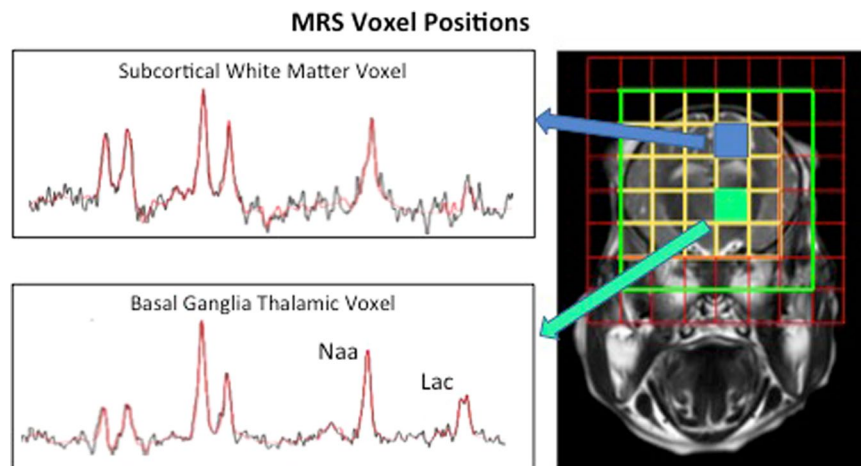 MRS Voxel Positions
Subcortical White Matter Voxel
Basal Ganglia Thalamic Voxel
Naa
Lac